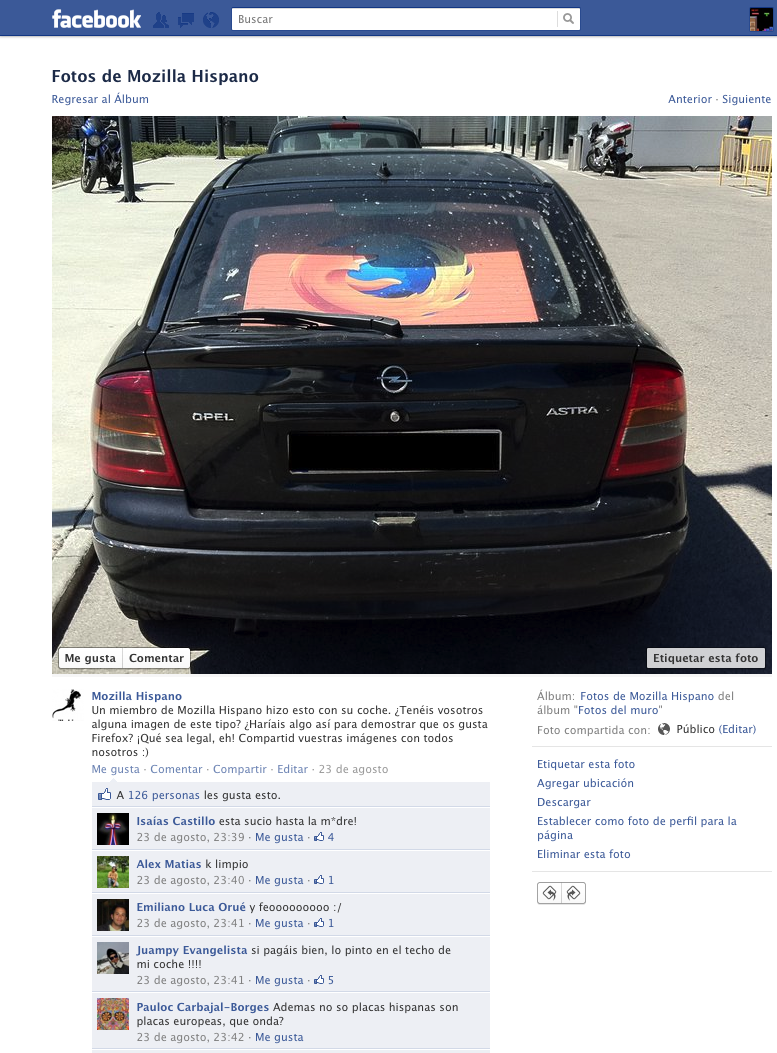 facebook
Buscar
Fotos de Mozilla Hispano
Regresar al Álbum
Anterior · Siguiente
OPEL
ASTRA
Me gusta
Comentar
Etiquetar esta foto
Mozilla Hispano
Un miembro de Mozilla Hispano hizo esto con su coche. ¿Tenéis vosotros
alguna imagen de este tipo? ¿Haríais algo así para demostrar que os gusta
Firefox? ¡Qué sea legal, eh! Compartid vuestras imágenes con todos
nosotros :)
Me gusta · Comentar · Compartir · Editar · 23 de agosto
A 126 personas les gusta esto.
Isaías Castillo esta sucio hasta la m*dre!
23 de agosto, 23:39 · Me gusta · 4
Alex Matias k limpio
23 de agosto, 23:40 · Me gusta · 1
Emiliano Luca Orué y feooooooooo :/
23 de agosto, 23:41 · Me gusta · 1
Juampy Evangelista si pagáis bien, lo pinto en el techo de
mi coche !!!!
23 de agosto, 23:41 · Me gusta · 5
Pauloc Carbajal-Borges Ademas no so placas hispanas son
placas europeas, que onda?
23 de agosto, 23:42 · Me gusta
Álbum: Fotos de Mozilla Hispano del
álbum "Fotos del muro"
Foto compartida con: Público (Editar)
Etiquetar esta foto
Agregar ubicación
Descargar
Establecer como foto de perfil para la
página
Eliminar esta foto